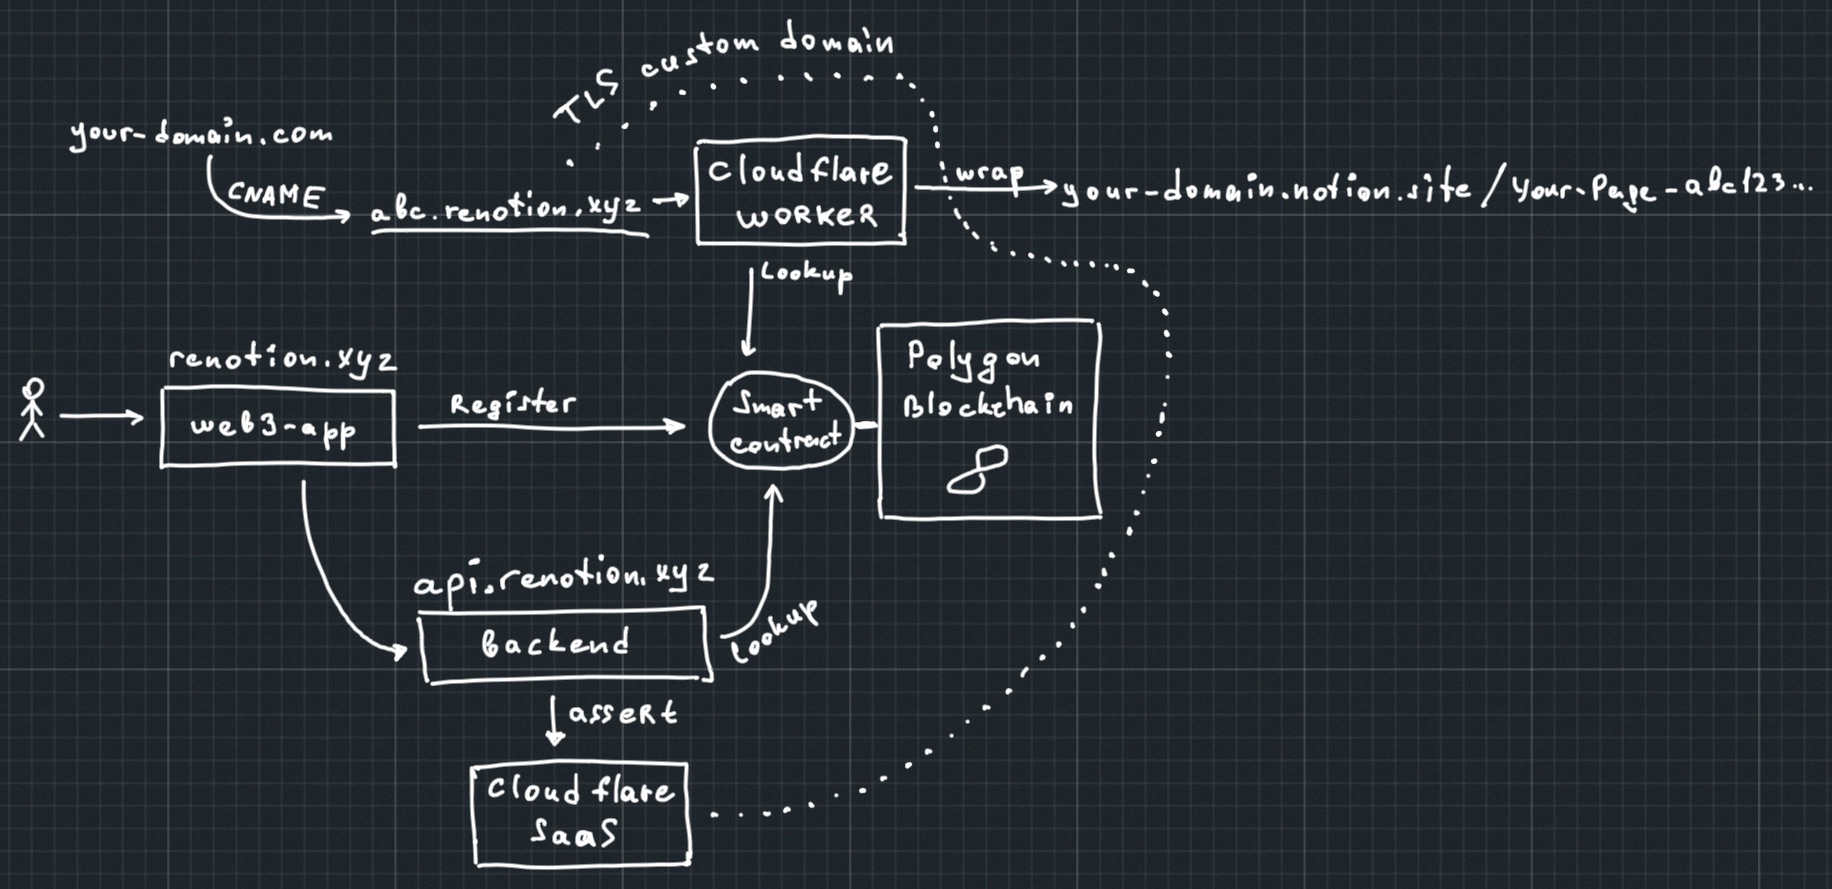 TLS custom domain
your-domain.com
CNAME
abc.renotion.xyz
Cloudflare
WORKER
wrap
your-domain.notion.site/your-Page-abc123...
Lookup
renotion.xyz
web3-app
Register
Smart
contract
Polygon
Blockchain
api.renotion.xyz
backend
Lookup
asseRt
Cloudflare
SaaS